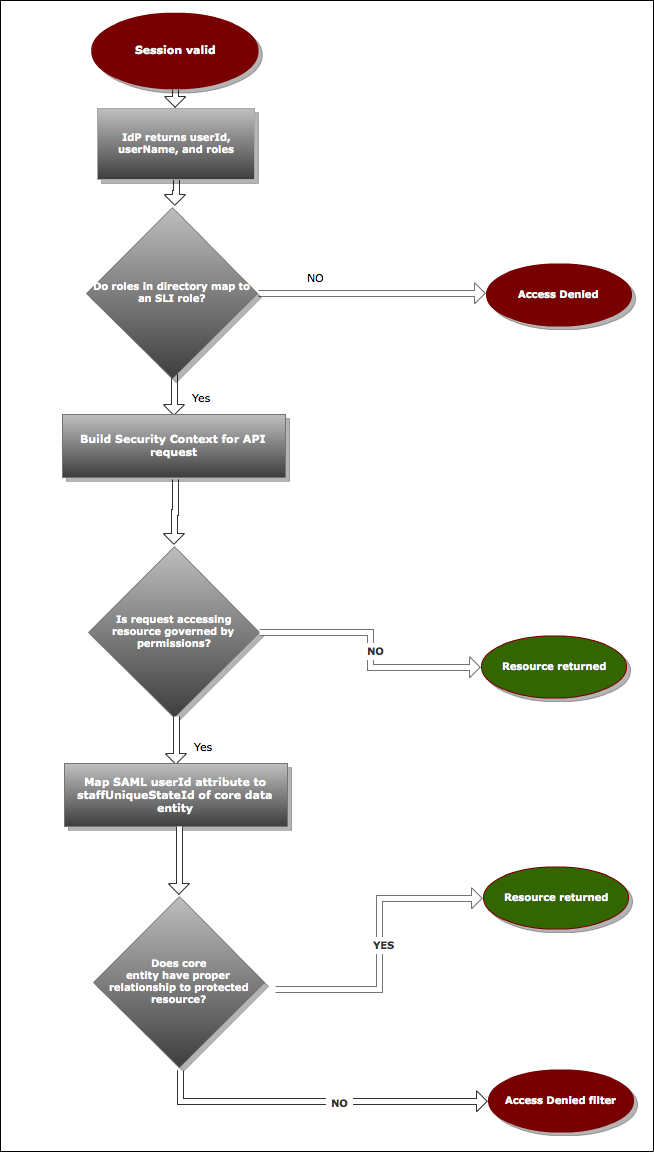 Session valid
IdP returns userId,
userName, and roles
Do roles in directory map to
an SLI role?
NO
Access Denied
Yes
Build Security Context for API
request
Is request accessing
resource governed by
permissions?
NO
Resource returned
Yes
Map SAML userId attribute to
staffUniqueStateId of core data
entity
Resource returned
YES
Does core
entity have proper
relationship to protected
resource?
NO
Access Denied filter